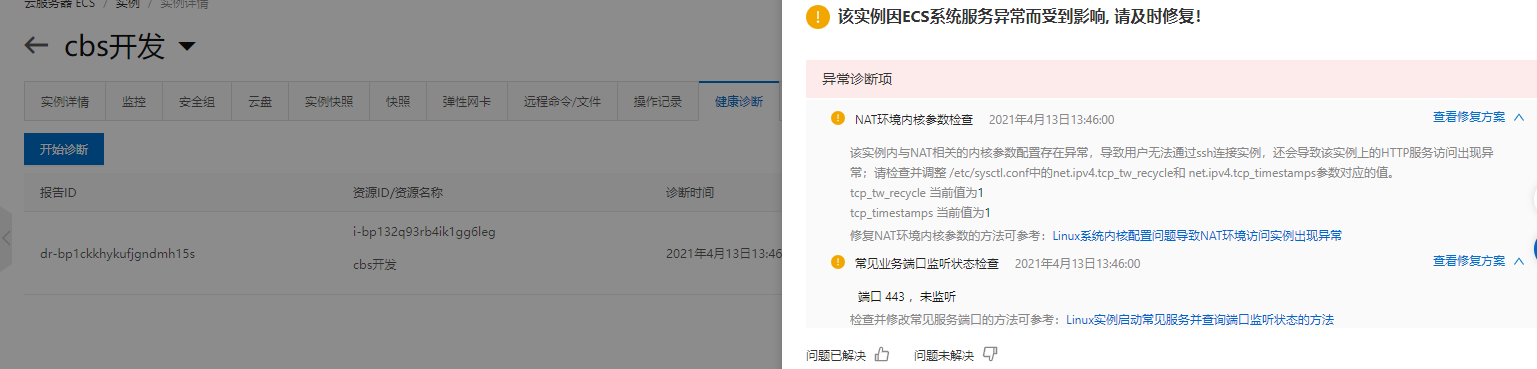 云服务器 ECS / 实例 / 实例详情
cbs开发
实例详情 监控 安全组 云盘 实例快照 快照 弹性网卡 远程命令/文件 操作记录 健康诊断
开始诊断
报告ID 资源ID/资源名称 诊断时间
dr-bp1ckkhykufjgndmh15s i-bp132q93rb4ik1gg6leg 2021年4月13日13:46
cbs开发
该实例因ECS系统服务异常而受到影响, 请及时修复!
异常诊断项
NAT环境内核参数检查 2021年4月13日13:46:00 查看修复方案
该实例内与NAT相关的内核参数配置存在异常，导致用户无法通过ssh连接实例，还会导致该实例上的HTTP服务访问出现异
常；请检查并调整 /etc/sysctl.conf中的net.ipv4.tcp_tw_recycle和 net.ipv4.tcp_timestamps参数对应的值。
tcp_tw_recycle 当前值为1
tcp_timestamps 当前值为1
修复NAT环境内核参数的方法可参考：Linux系统内核配置问题导致NAT环境访问实例出现异常
常见业务端口监听状态检查 2021年4月13日13:46:00 查看修复方案
端口 443 ，未监听
检查并修改常见服务端口的方法可参考：Linux实例启动常见服务并查询端口监听状态的方法
问题已解决 问题未解决